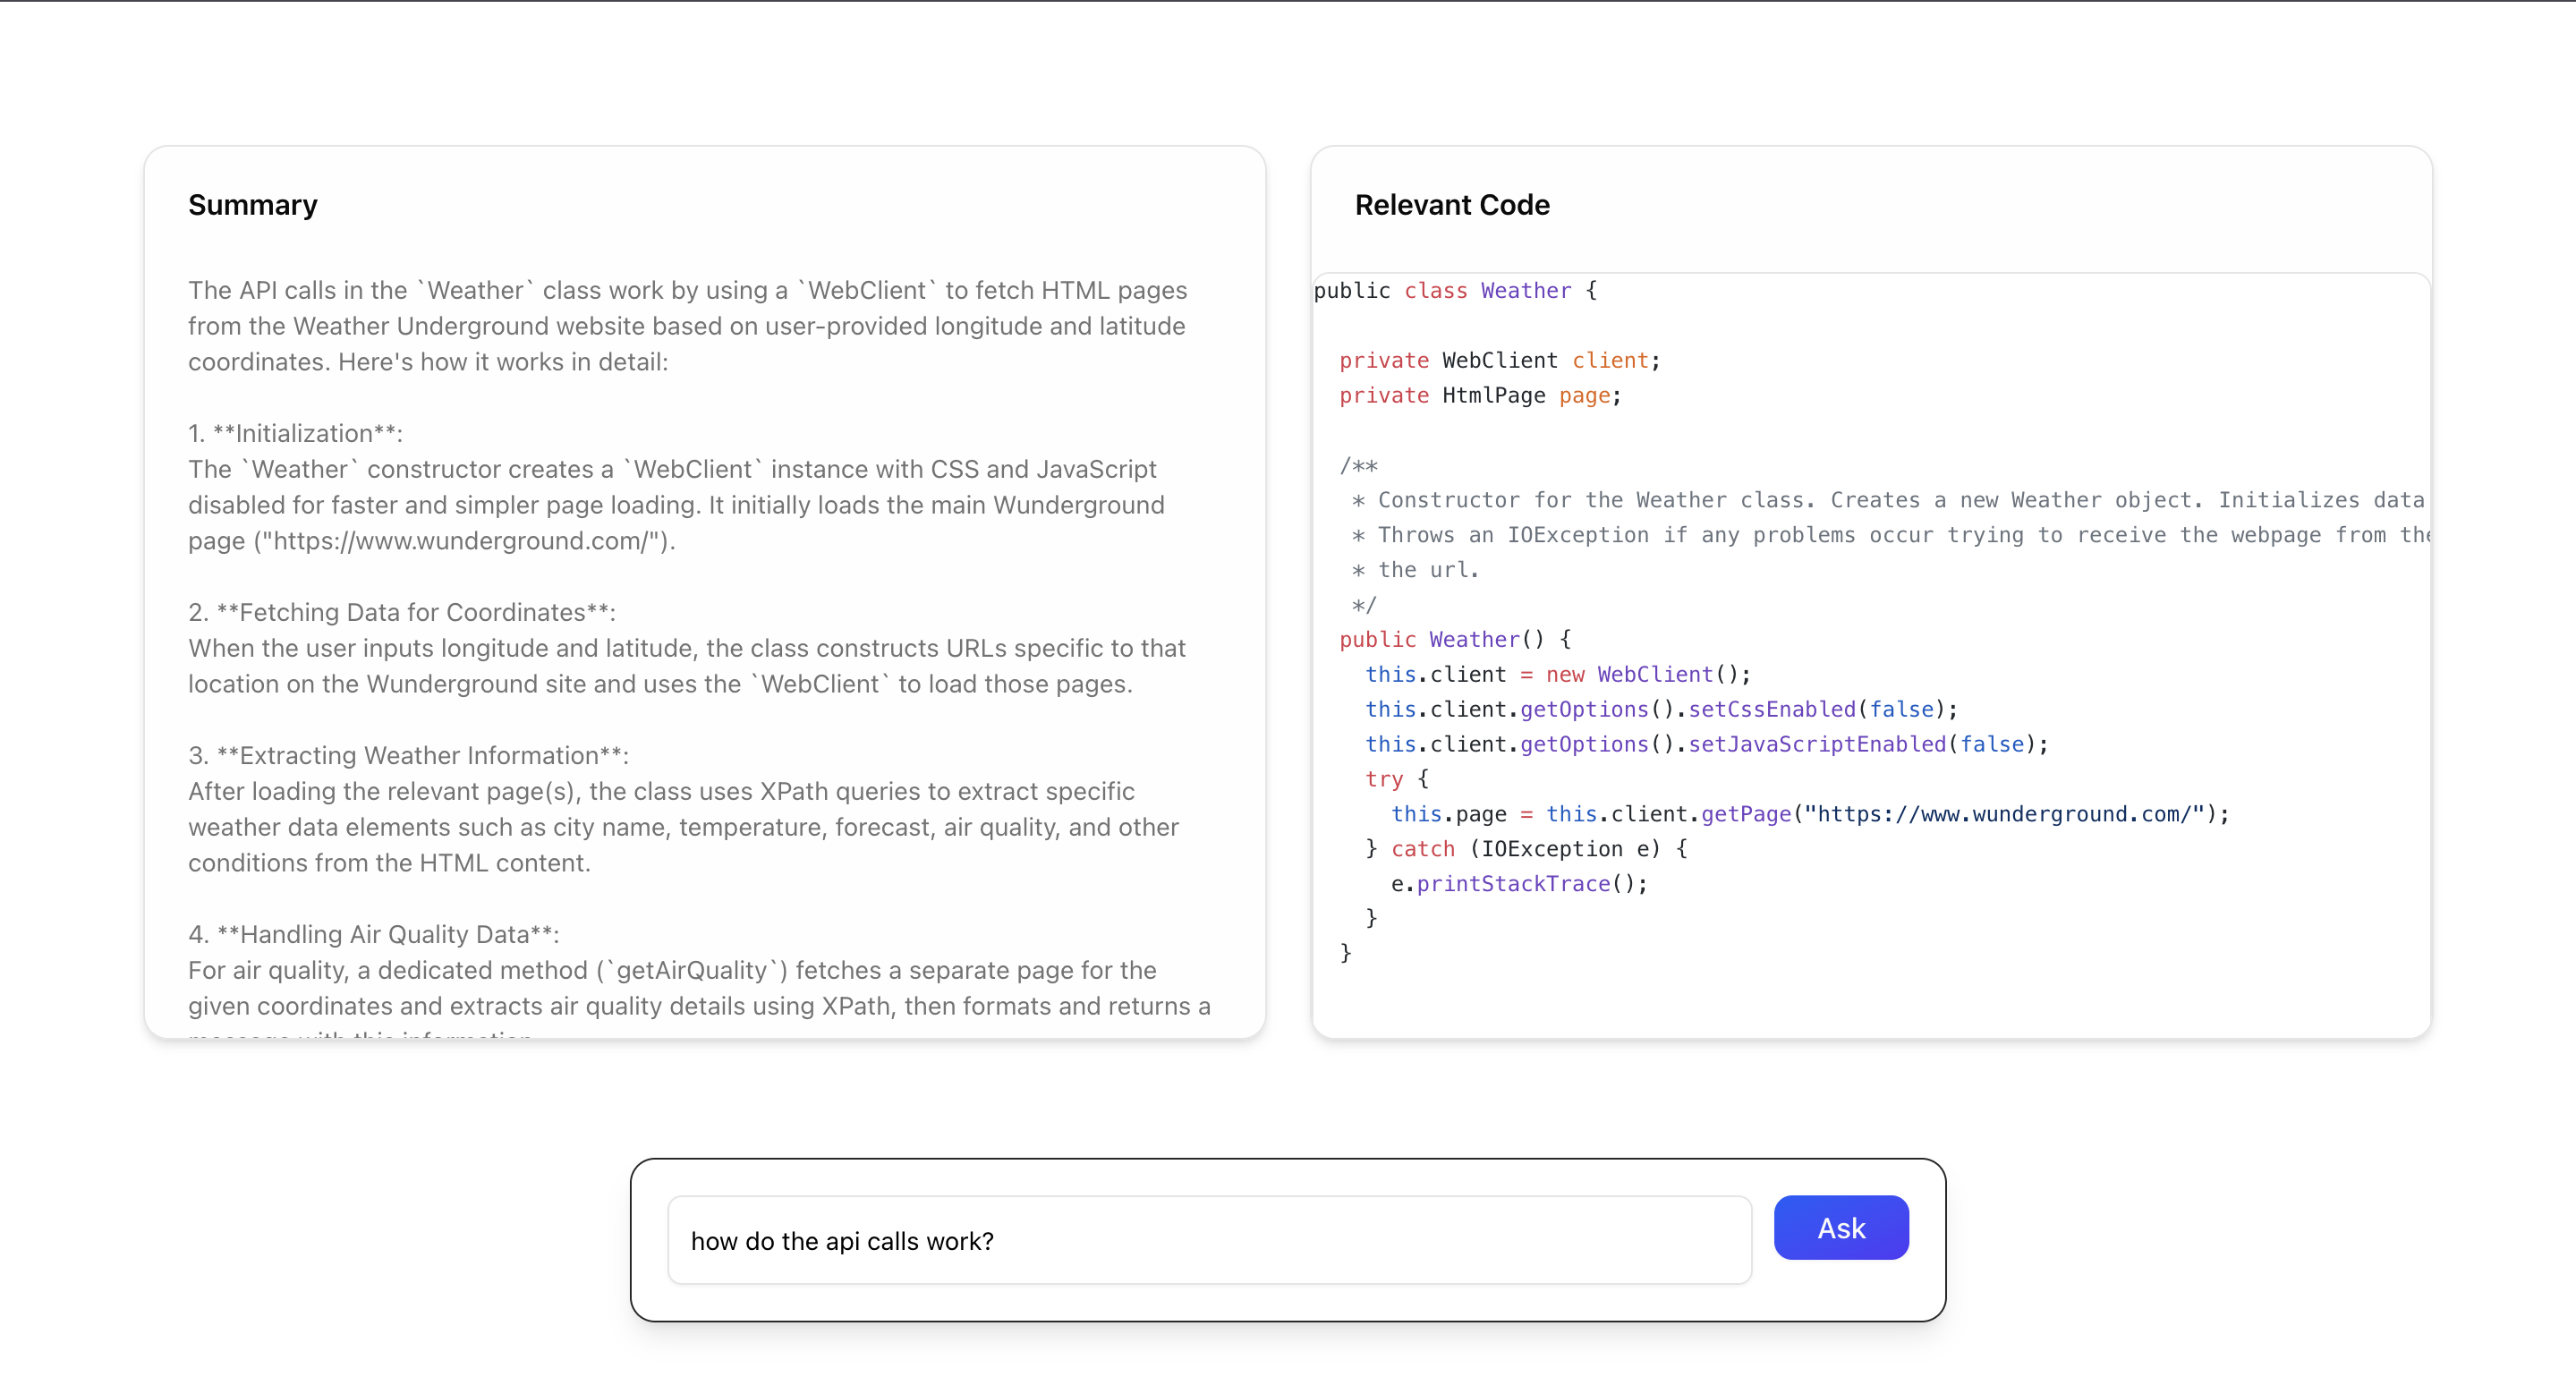 Summary
The API calls in the `Weather` class work by using a `WebClient` to fetch HTML pages
from the Weather Underground website based on user-provided longitude and latitude
coordinates. Here's how it works in detail:
1. **Initialization**:
The `Weather` constructor creates a `WebClient` instance with CSS and JavaScript
disabled for faster and simpler page loading. It initially loads the main Wunderground
page ("https://www.wunderground.com/").
2. **Fetching Data for Coordinates**:
When the user inputs longitude and latitude, the class constructs URLs specific to that
location on the Wunderground site and uses the `WebClient` to load those pages.
3. **Extracting Weather Information**:
After loading the relevant page(s), the class uses XPath queries to extract specific
weather data elements such as city name, temperature, forecast, air quality, and other
conditions from the HTML content.
4. **Handling Air Quality Data**:
For air quality, a dedicated method (`getAirQuality`) fetches a separate page for the
given coordinates and extracts air quality details using XPath, then formats and returns a
message with this information
Relevant Code
public class Weather {
private WebClient client;
private HtmlPage page;
/**
* Constructor for the Weather class. Creates a new Weather object. Initializes data
* Throws an IOException if any problems occur trying to receive the webpage from the
* the url.
*/
public Weather() {
this.client = new WebClient();
this.client.getOptions().setCssEnabled(false);
this.client.getOptions().setJavaScriptEnabled(false);
try {
this.page = this.client.getPage("https://www.wunderground.com/");
} catch (IOException e) {
e.printStackTrace();
}
}
how do the api calls work?
Ask